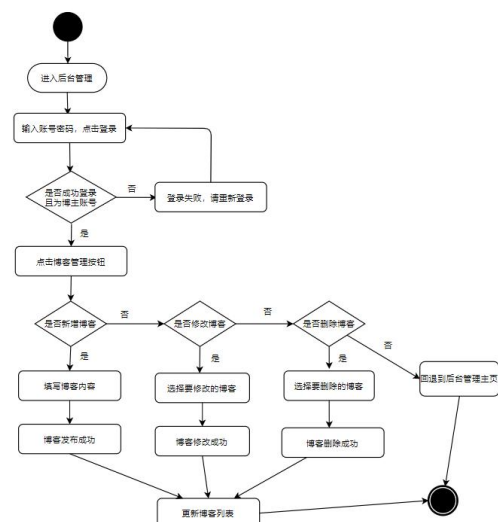 进入后台管理
输入账号密码，点击登录
是否成功登录
且为博主账号
否
登录失败，请重新登录
是
点击博客管理按钮
是否新增博客
否
是否修改博客
否
是否删除博客
否
是
是
是
填写博客内容
选择要修改的博客
选择要删除的博客
回退到后台管理主页
博客发布成功
博客修改成功
博客删除成功
更新博客列表